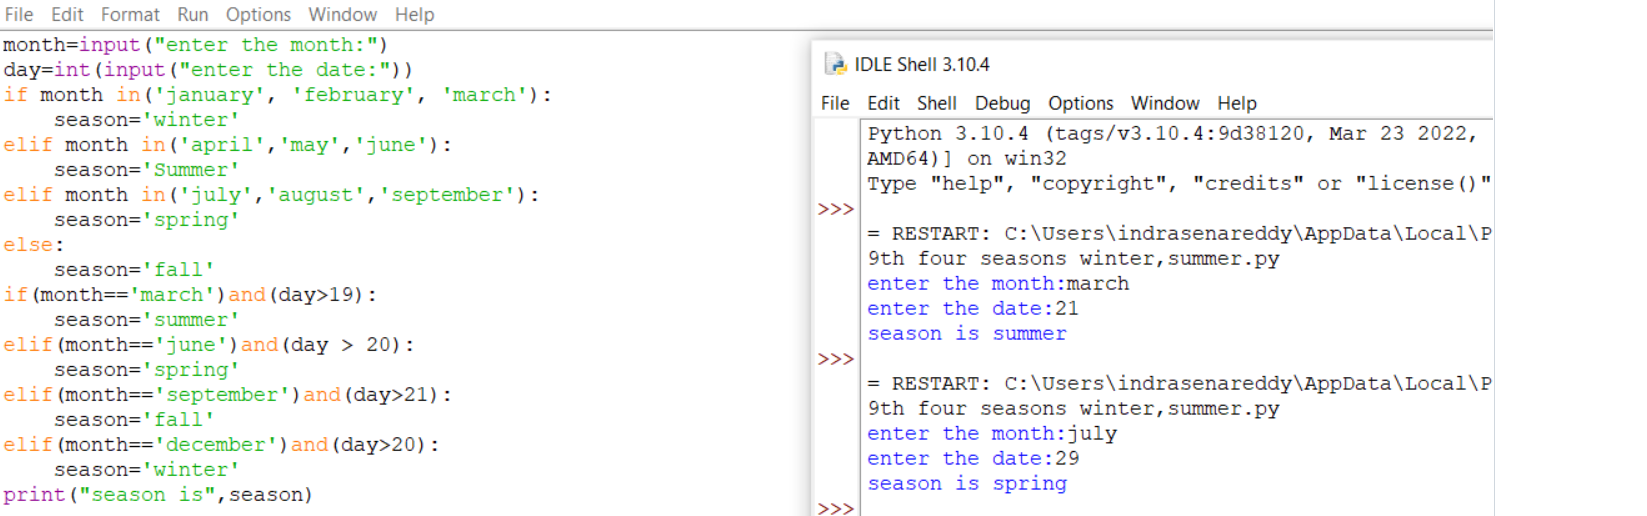 File Edit Format Run Options Window Help
month=input("enter the month:")
day=int(input("enter the date:"))
if month in('january', 'february', 'march'):
    season='winter'
elif month in('april','may','june'):
    season='Summer'
elif month in('july','august','september'):
    season='spring'
else:
    season='fall'
if(month=='march')and(day>19):
    season='summer'
elif(month=='june')and(day > 20):
    season='spring'
elif(month=='september')and(day>21):
    season='fall'
elif(month=='december')and(day>20):
    season='winter'
print("season is",season)
IDLE Shell 3.10.4
File Edit Shell Debug Options Window Help
Python 3.10.4 (tags/v3.10.4:9d38120, Mar 23 2022,
AMD64)] on win32
Type "help", "copyright", "credits" or "license()"
>>>
= RESTART: C:\Users\indrasenareddy\AppData\Local\P
9th four seasons winter,summer.py
enter the month:march
enter the date:21
season is summer
>>>
= RESTART: C:\Users\indrasenareddy\AppData\Local\P
9th four seasons winter,summer.py
enter the month:july
enter the date:29
season is spring
>>>